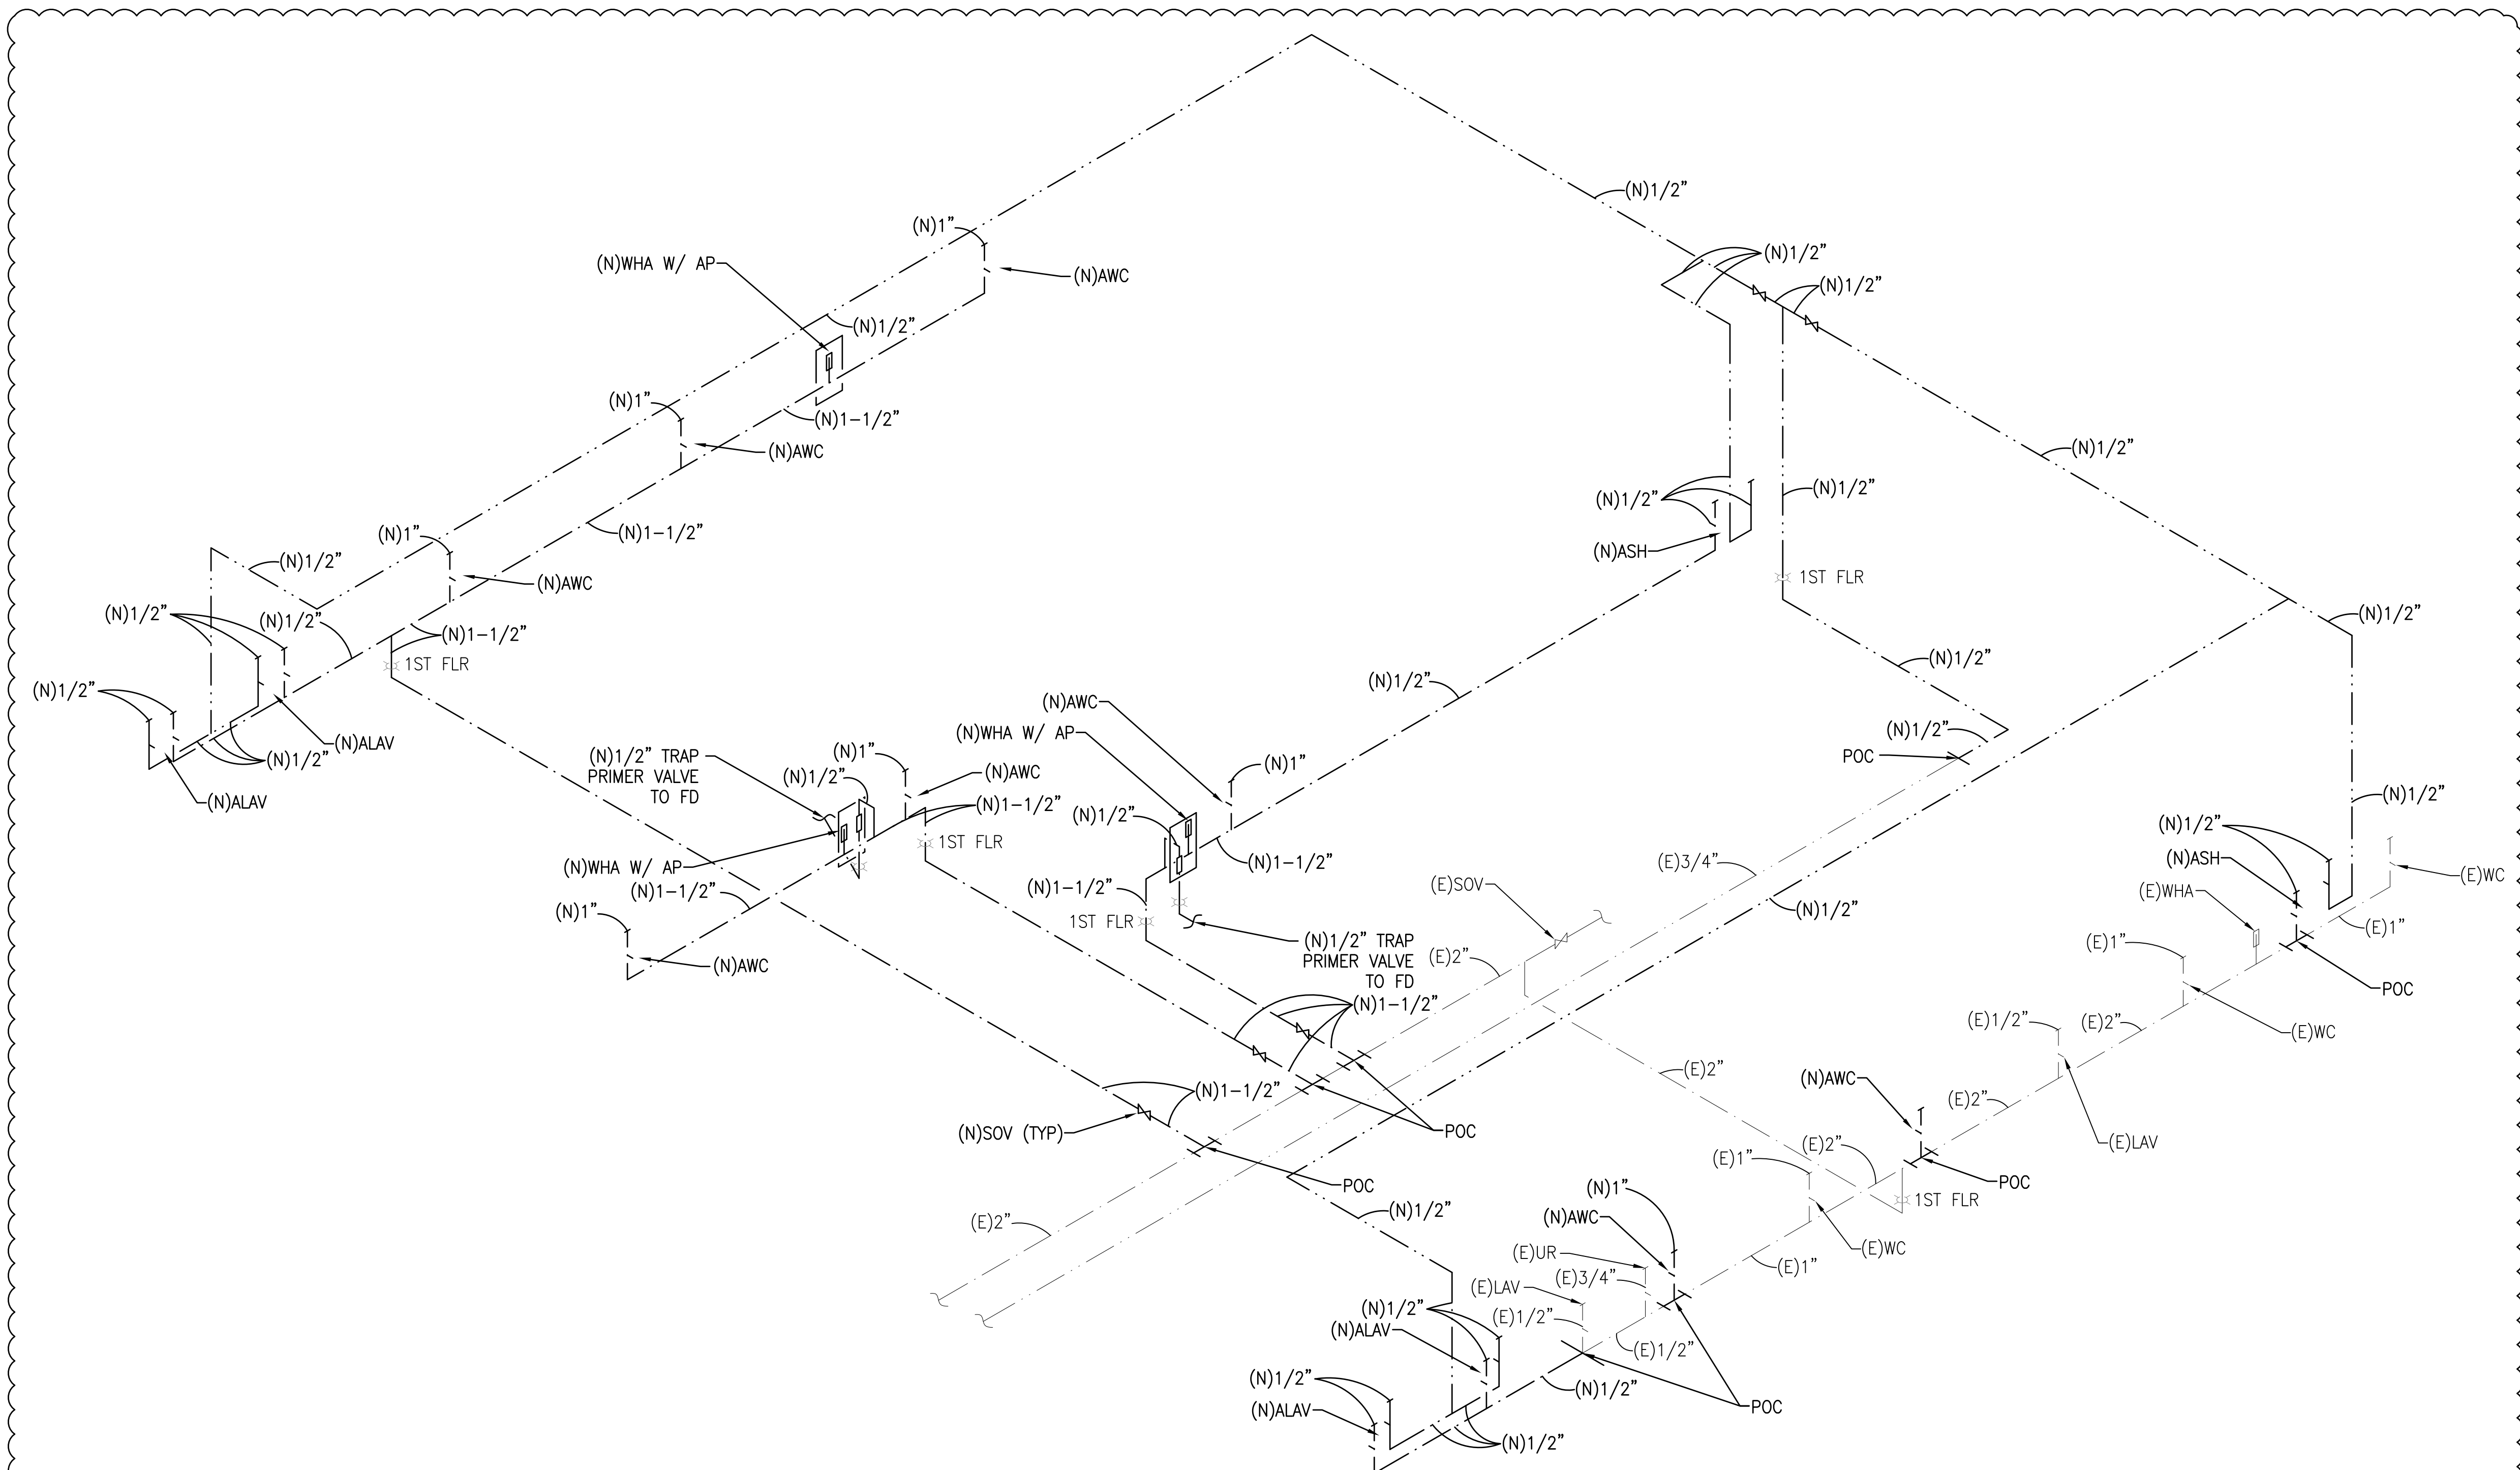 (N)1/2"
(N)1"
(N)WHA W/ AP
(N)AWC
(N)1/2"
(N)1/2"
(N)1/2"
(N)1"
(N)1-1/2"
(N)AWC
(N)1/2"
(N)1/2"
(N)1/2"
(N)1"
(N)1-1/2"
(N)ASH
(N)1/2"
(N)AWC
1ST FLR
(N)1/2"
(N)1/2"
(N)1/2"
(N)1-1/2"
1ST FLR
(N)1/2"
(N)1/2"
(N)1/2"
(N)AWC
(N)1/2"
(N)WHA W/ AP
POC
(N)ALAV
(N)1/2"
(N)1/2" TRAP
PRIMER VALVE
TO FD
(N)1"
(N)1/2"
(N)AWC
(N)1"
(N)1/2"
(N)ALAV
(N)1-1/2"
(N)1/2"
(N)1/2"
1ST FLR
(N)WHA W/ AP
(N)1-1/2"
(E)3/4"
(N)ASH
(E)WC
(N)1-1/2"
(N)1-1/2"
(E)SOV
(E)WHA
(N)1"
1ST FLR
(N)1/2"
(E)1"
(N)1/2" TRAP
PRIMER VALVE
TO FD
(E)2"
(E)1"
(N)AWC
POC
(N)1-1/2"
(E)1/2"
(E)2"
(E)WC
(E)2"
(N)AWC
(N)1-1/2"
(E)2"
(N)SOV (TYP)
POC
(E)2"
(E)LAV
(E)1"
POC
POC
(N)1"
1ST FLR
(E)2"
(N)1/2"
(N)AWC
(E)UR
(E)WC
(E)3/4"
(E)1"
(E)LAV
(N)1/2"
(E)1/2"
(N)ALAV
(E)1/2"
(N)1/2"
(N)1/2"
POC
(N)ALAV
(N)1/2"